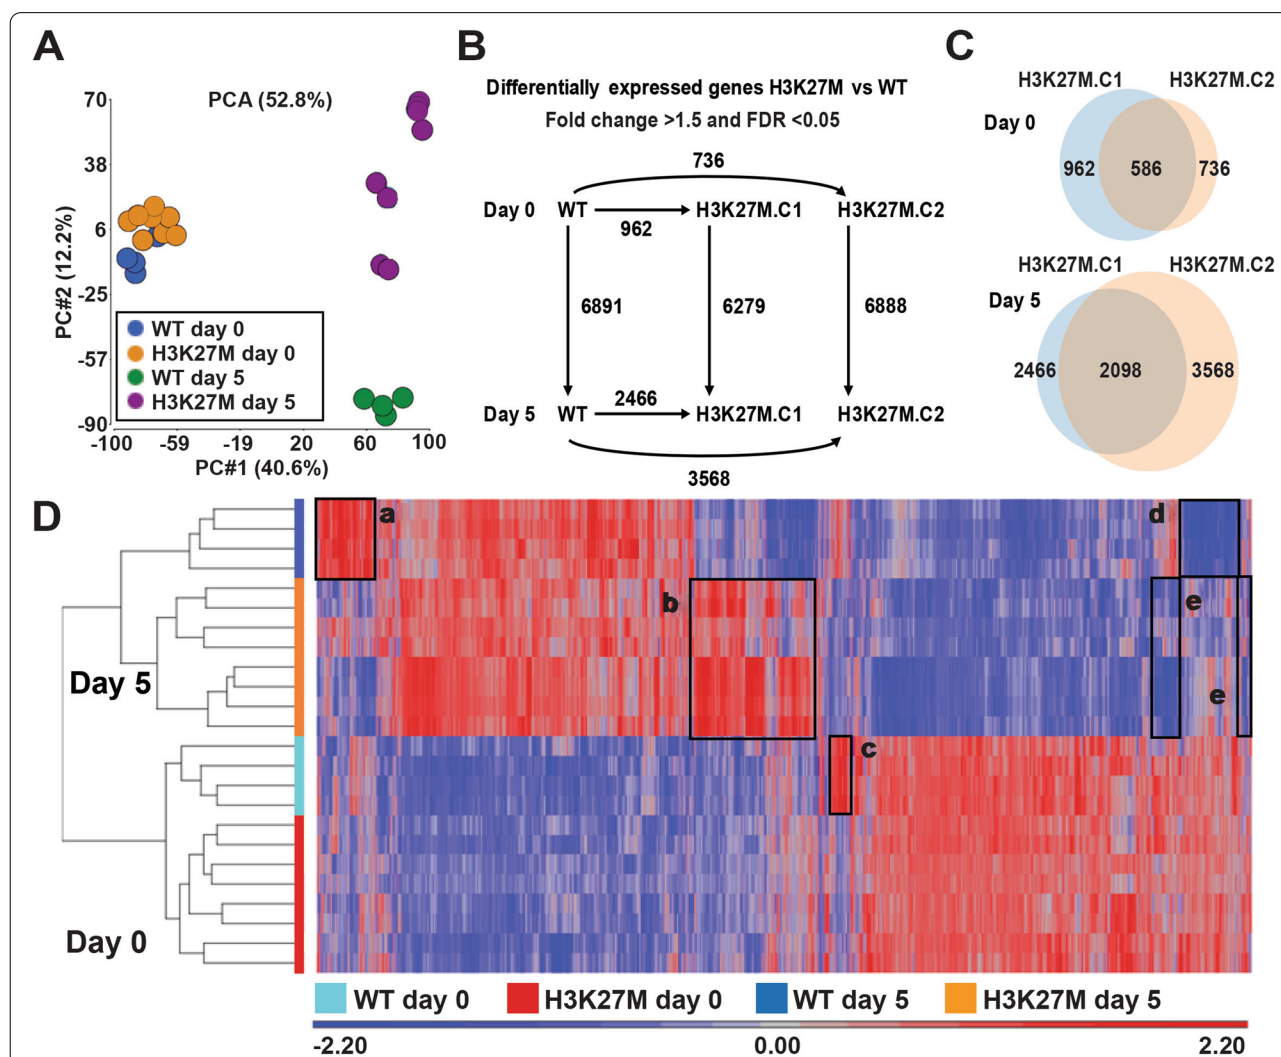 A
PCA (52.8%)
70
38
6
-25
-57
-90
PC#2 (12.2%)
WT day 0
H3K27M day 0
WT day 5
H3K27M day 5
-100 -59 -19 20 60 100
PC#1 (40.6%)
B
Differentially expressed genes H3K27M vs WT
Fold change >1.5 and FDR <0.05
736
Day 0 WT H3K27M.C1 H3K27M.C2
962
6891 6279 6888
2466
Day 5 WT H3K27M.C1 H3K27M.C2
3568
C
H3K27M.C1 H3K27M.C2
Day 0
962 586 736
H3K27M.C1 H3K27M.C2
Day 5
2466 2098 3568
D
a
d
b
e
e
c
Day 5
Day 0
WT day 0 H3K27M day 0 WT day 5 H3K27M day 5
-2.20 0.00 2.20